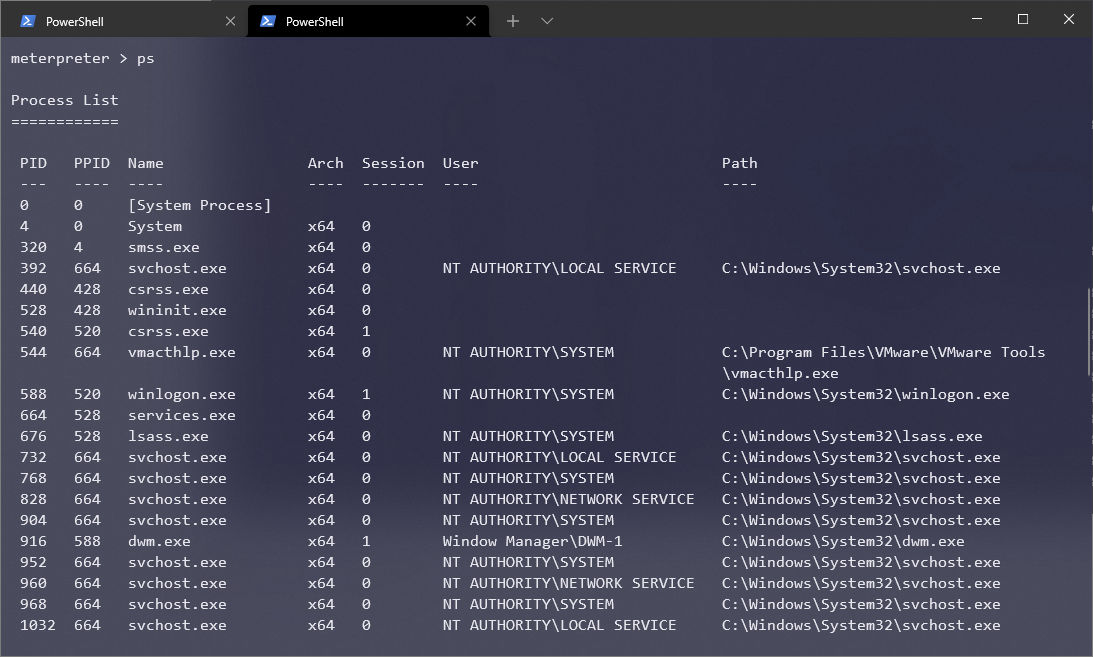 PowerShell PowerShell
meterpreter > ps
Process List
============
PID PPID Name Arch Session User Path
--- ---- ---- ---- ------- ---- ----
0 0 [System Process]
4 0 System x64 0
320 4 smss.exe x64 0
392 664 svchost.exe x64 0 NT AUTHORITY\LOCAL SERVICE C:\Windows\System32\svchost.exe
440 428 csrss.exe x64 0
528 428 wininit.exe x64 0
540 520 csrss.exe x64 1
544 664 vmacthlp.exe x64 0 NT AUTHORITY\SYSTEM C:\Program Files\VMware\VMware Tools
\vmacthlp.exe
588 520 winlogon.exe x64 1 NT AUTHORITY\SYSTEM C:\Windows\System32\winlogon.exe
664 528 services.exe x64 0
676 528 lsass.exe x64 0 NT AUTHORITY\SYSTEM C:\Windows\System32\lsass.exe
732 664 svchost.exe x64 0 NT AUTHORITY\LOCAL SERVICE C:\Windows\System32\svchost.exe
768 664 svchost.exe x64 0 NT AUTHORITY\SYSTEM C:\Windows\System32\svchost.exe
828 664 svchost.exe x64 0 NT AUTHORITY\NETWORK SERVICE C:\Windows\System32\svchost.exe
904 664 svchost.exe x64 0 NT AUTHORITY\SYSTEM C:\Windows\System32\svchost.exe
916 588 dwm.exe x64 1 Window Manager\DWM-1 C:\Windows\System32\dwm.exe
952 664 svchost.exe x64 0 NT AUTHORITY\SYSTEM C:\Windows\System32\svchost.exe
960 664 svchost.exe x64 0 NT AUTHORITY\NETWORK SERVICE C:\Windows\System32\svchost.exe
968 664 svchost.exe x64 0 NT AUTHORITY\SYSTEM C:\Windows\System32\svchost.exe
1032 664 svchost.exe x64 0 NT AUTHORITY\LOCAL SERVICE C:\Windows\System32\svchost.exe